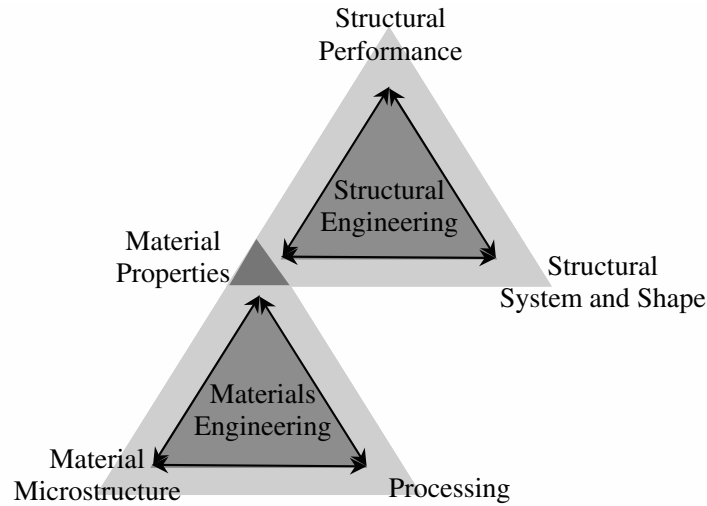 Structural
Performance
Structural
Engineering
Material
Properties
Structural
System and Shape
Materials
Engineering
Material
Microstructure
Processing